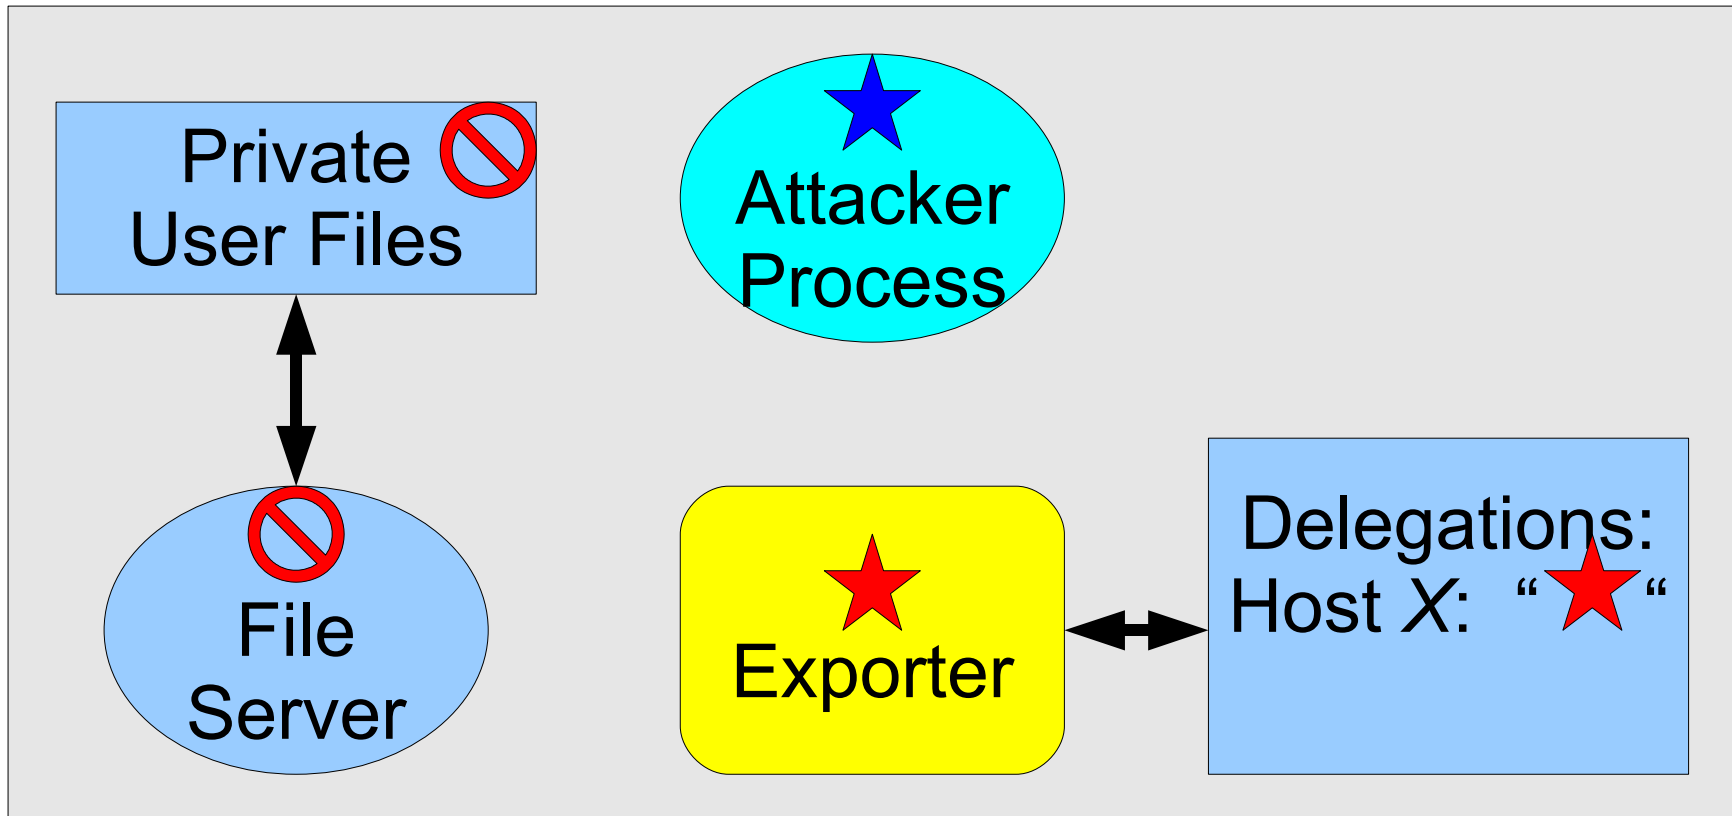 Private
User Files
Attacker
Process
File
Server
Exporter
Delegations:
Host X: “ “